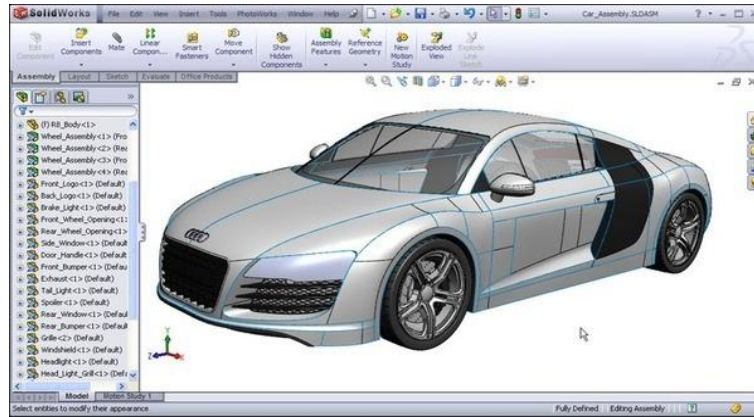 SolidWorks File Edit View Insert Tools PhotoWorks Window Help Car_Assembly.SLDASM
Edit Component
Insert Components
Mate
Linear Compon...
Smart Fasteners
Move Component
Show Hidden Components
Assembly Features
Reference Geometry
New Motion Study
Exploded View
Explode Line Sketch
Assembly Layout Sketch Evaluate Office Products
(f) R8_Body<1>
Wheel_Assembly<1> (Fro
Wheel_Assembly<2> (Rea
Wheel_Assembly<3> (Fro
Wheel_Assembly<4> (Rea
Front_Logo<1> (Default)
Back_Logo<1> (Default)
Brake_Light<1> (Default)
Front_Wheel_Opening<1>
Rear_Wheel_Opening<1>
Side_Window<1> (Default)
Door_Handle<1> (Default)
Front_Bumper<1> (Defau
Exhaust<1> (Default)
Tail_Light<1> (Default)
Spoiler<1> (Default)
Rear_Window<1> (Default)
Rear_Bumper<1> (Default
Grille<2> (Default)
Windshield<1> (Default)
Headlight<1> (Default)
Head_Light_Grill<1> (Defa
Y
Z X
Model Motion Study 1
Select entities to modify their appearance Fully Defined Editing Assembly